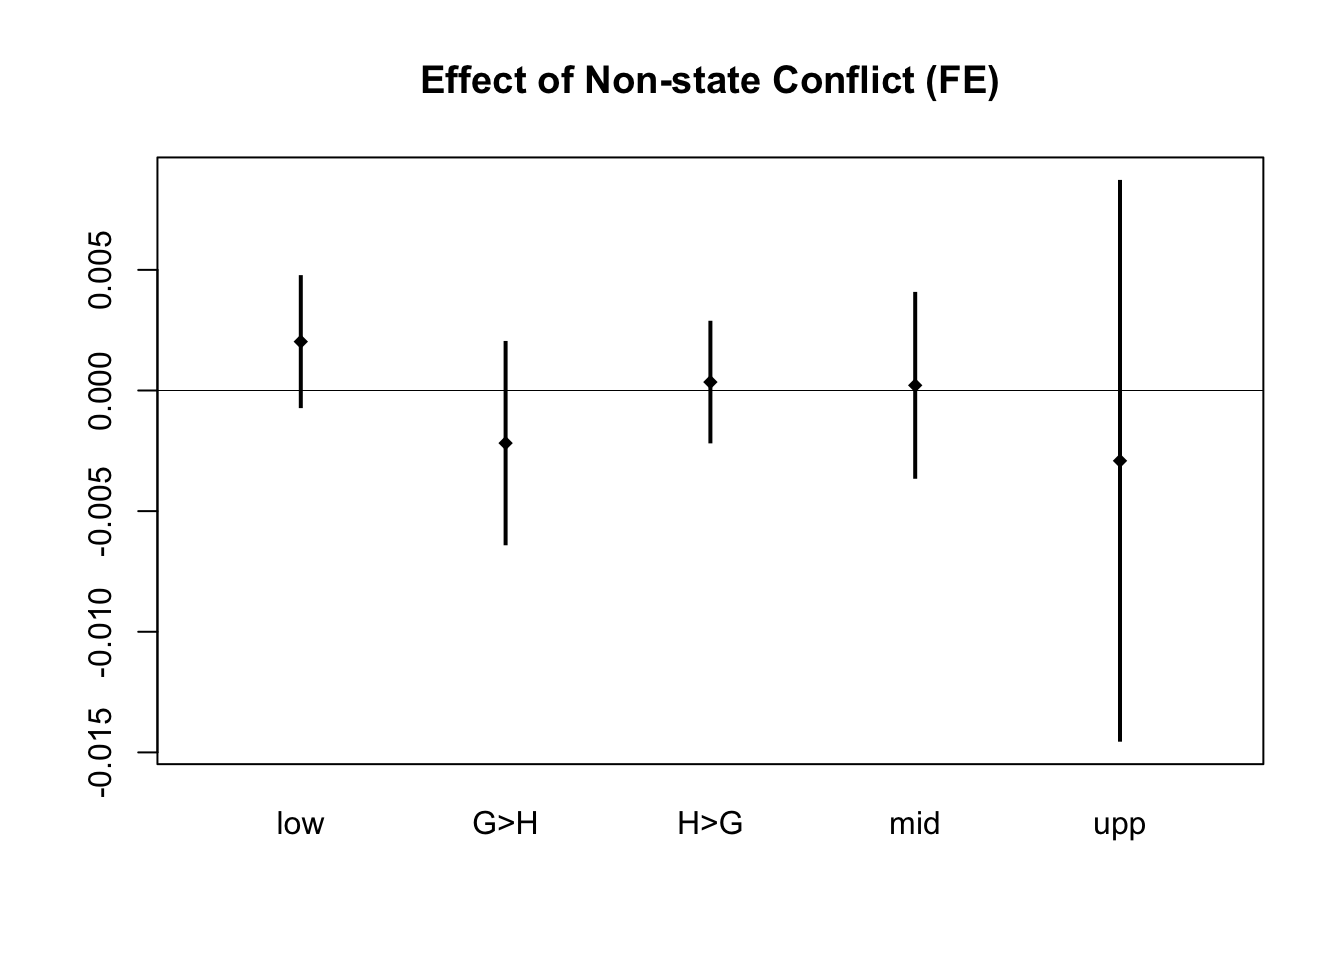 Effect of Non-state Conflict (FE)
0.005
0.000
-0.005
-0.010
-0.015
low G>H H>G mid upp